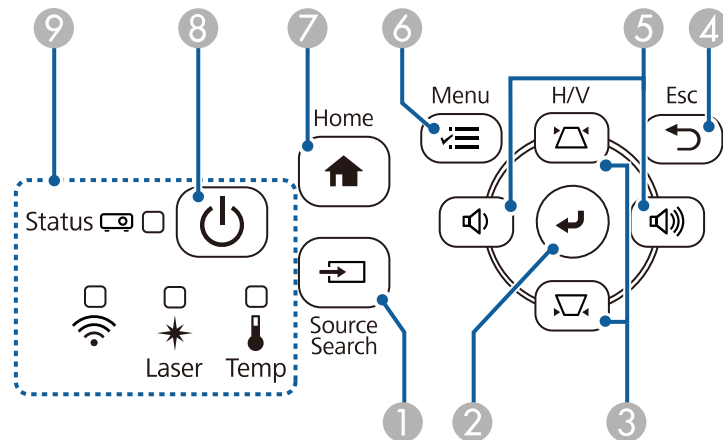 9
8
7
6
5
4
Menu
H/V
Esc
Home
Status
Source
Search
Laser
Temp
1
2
3